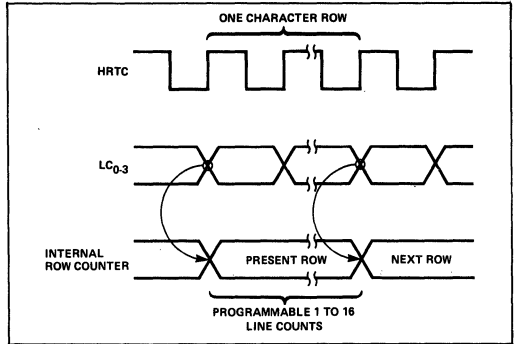 ONE CHARACTER ROW
HRTC
LC0-3
INTERNAL
ROW COUNTER
PRESENT ROW
NEXT ROW
PROGRAMMABLE 1 TO 16
LINE COUNTS